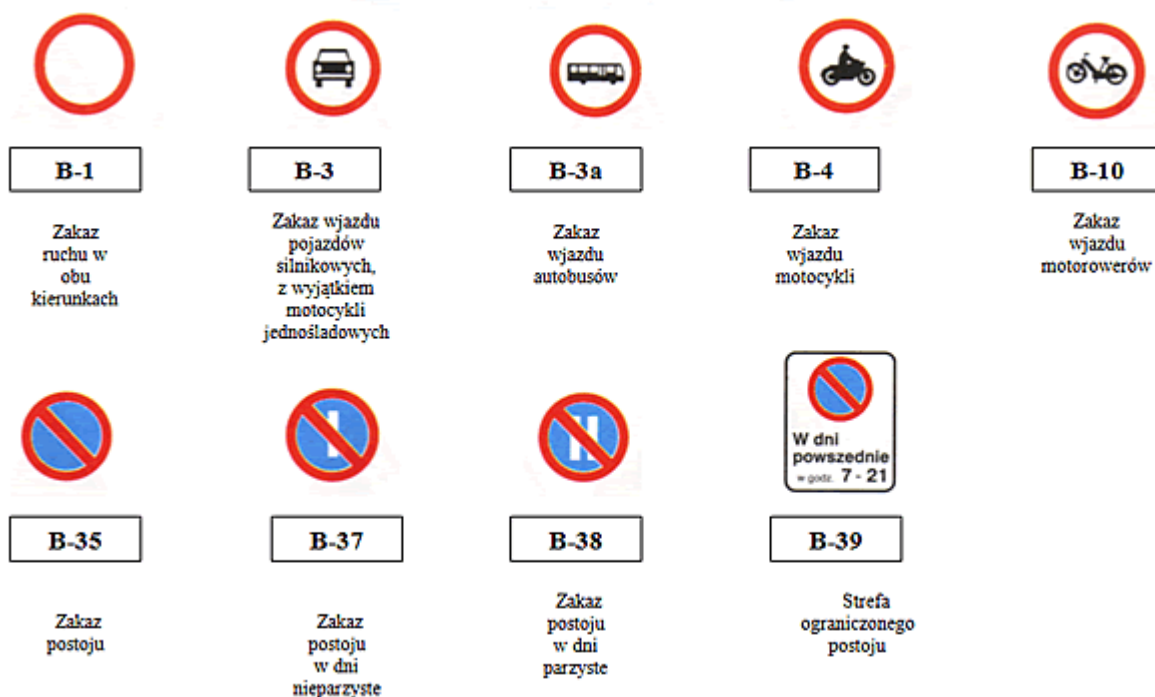 B-1
B-3
B-3a
B-4
B-10
Zakaz
ruchu w
obu
kierunkach
Zakaz wjazdu
pojazdów
silnikowych,
z wyjątkiem
motocykli
jednośladowych
Zakaz
wjazdu
autobusów
Zakaz
wjazdu
motocykli
Zakaz
wjazdu
motorowerów
W dni
powszednie
w godz. 7 - 21
B-35
B-37
B-38
B-39
Zakaz
postoju
Zakaz
postoju
w dni
nieparzyste
Zakaz
postoju
w dni
parzyste
Strefa
ograniczonego
postoju